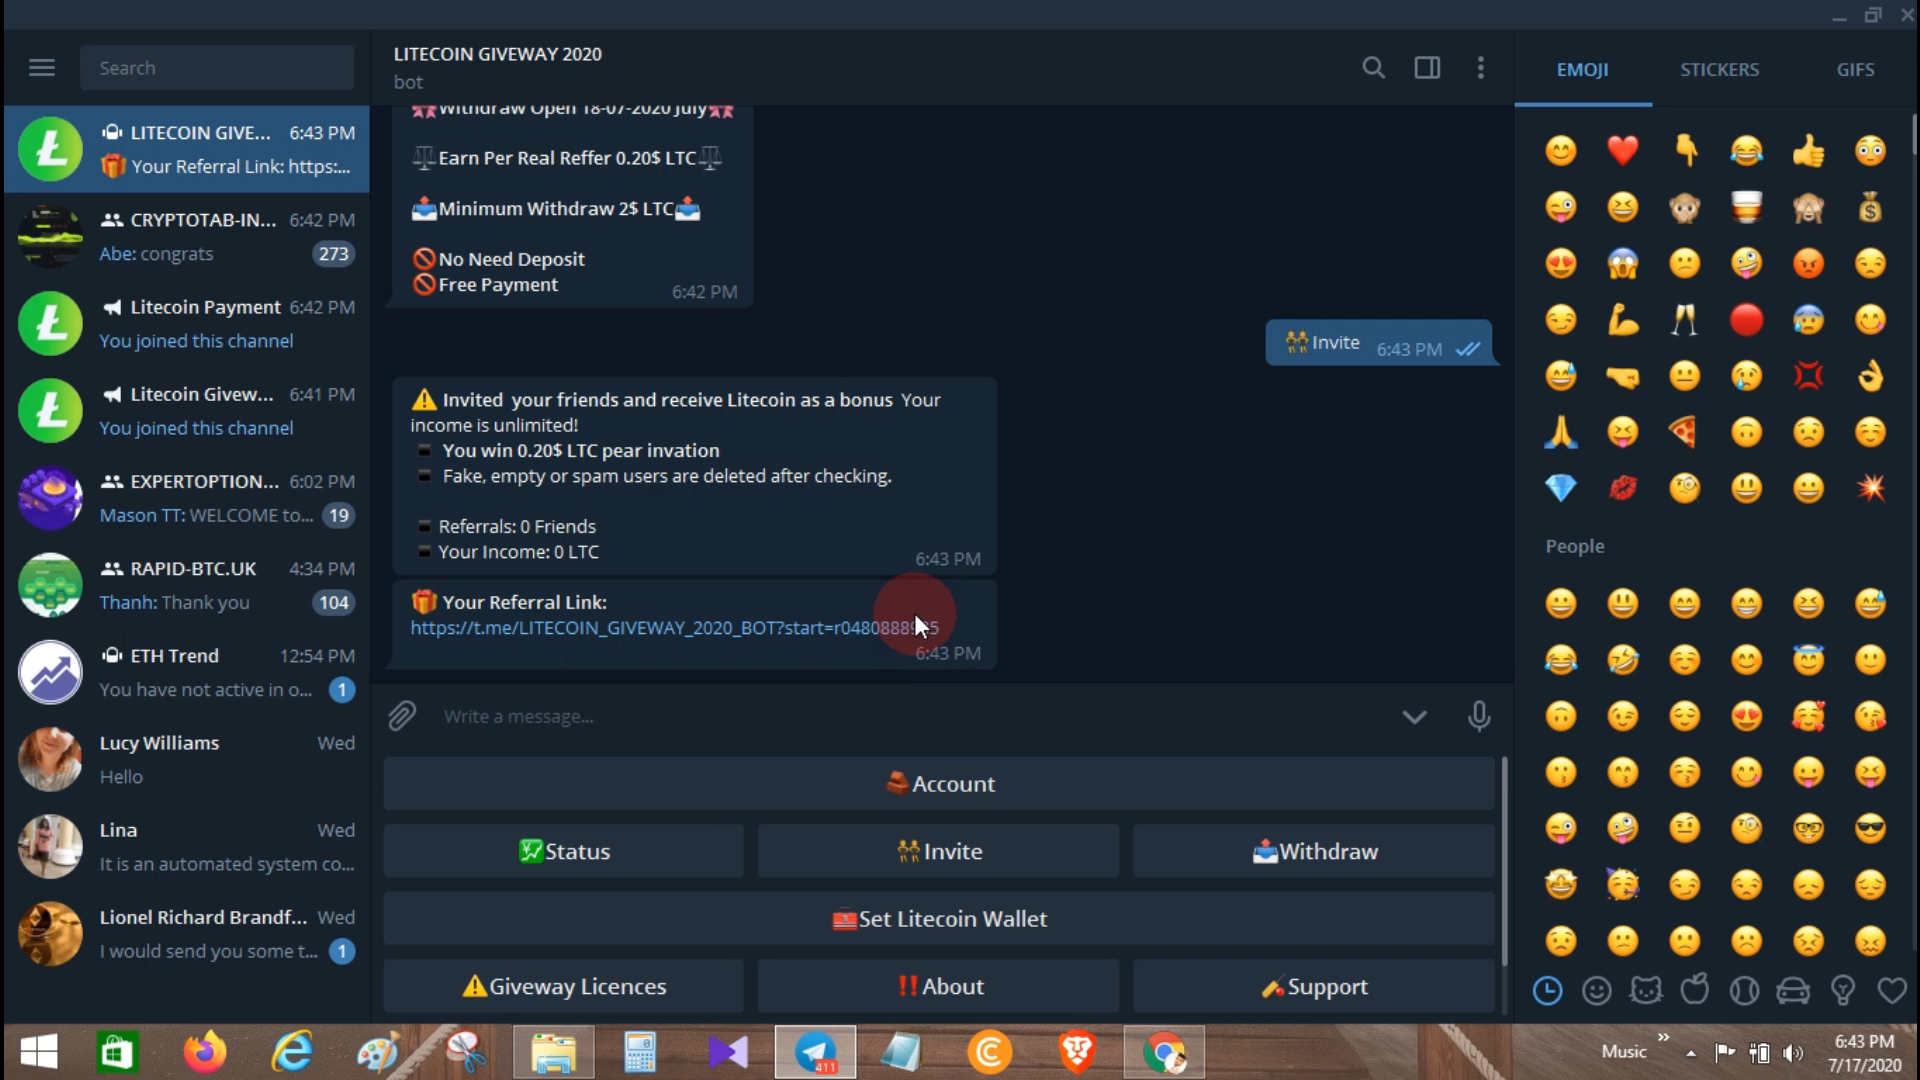 Search
LITECOIN GIVEWAY 2020
bot
EMOJI
STICKERS
GIFS
LITECOIN GIVE... 6:43 PM
Your Referral Link: https:...
CRYPTOTAB-IN... 6:42 PM
Abe: congrats 273
Litecoin Payment 6:42 PM
You joined this channel
Litecoin Givew... 6:41 PM
You joined this channel
EXPERTOPTION... 6:02 PM
Mason TT: WELCOME to... 19
RAPID-BTC.UK 4:34 PM
Thanh: Thank you 104
ETH Trend 12:54 PM
You have not active in o... 1
Lucy Williams Wed
Hello
Lina Wed
It is an automated system co...
Lionel Richard Brandf... Wed
I would send you some t... 1
Withdraw Open 18-07-2020 July
Earn Per Real Reffer 0.20$ LTC
Minimum Withdraw 2$ LTC
No Need Deposit
Free Payment
6:42 PM
Invite 6:43 PM
Invited your friends and receive Litecoin as a bonus Your
income is unlimited!
You win 0.20$ LTC pear invation
Fake, empty or spam users are deleted after checking.
Referrals: 0 Friends
Your Income: 0 LTC
6:43 PM
Your Referral Link:
6:43 PM
Write a message...
Account
Status
Invite
Withdraw
Set Litecoin Wallet
Giveway Licences
About
Support
People
411
Music
6:43 PM
7/17/2020